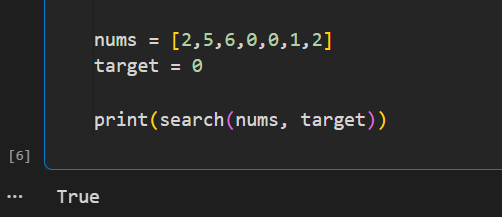 nums = [2,5,6,0,0,1,2]
target = 0
print(search(nums, target))
[6]
... True